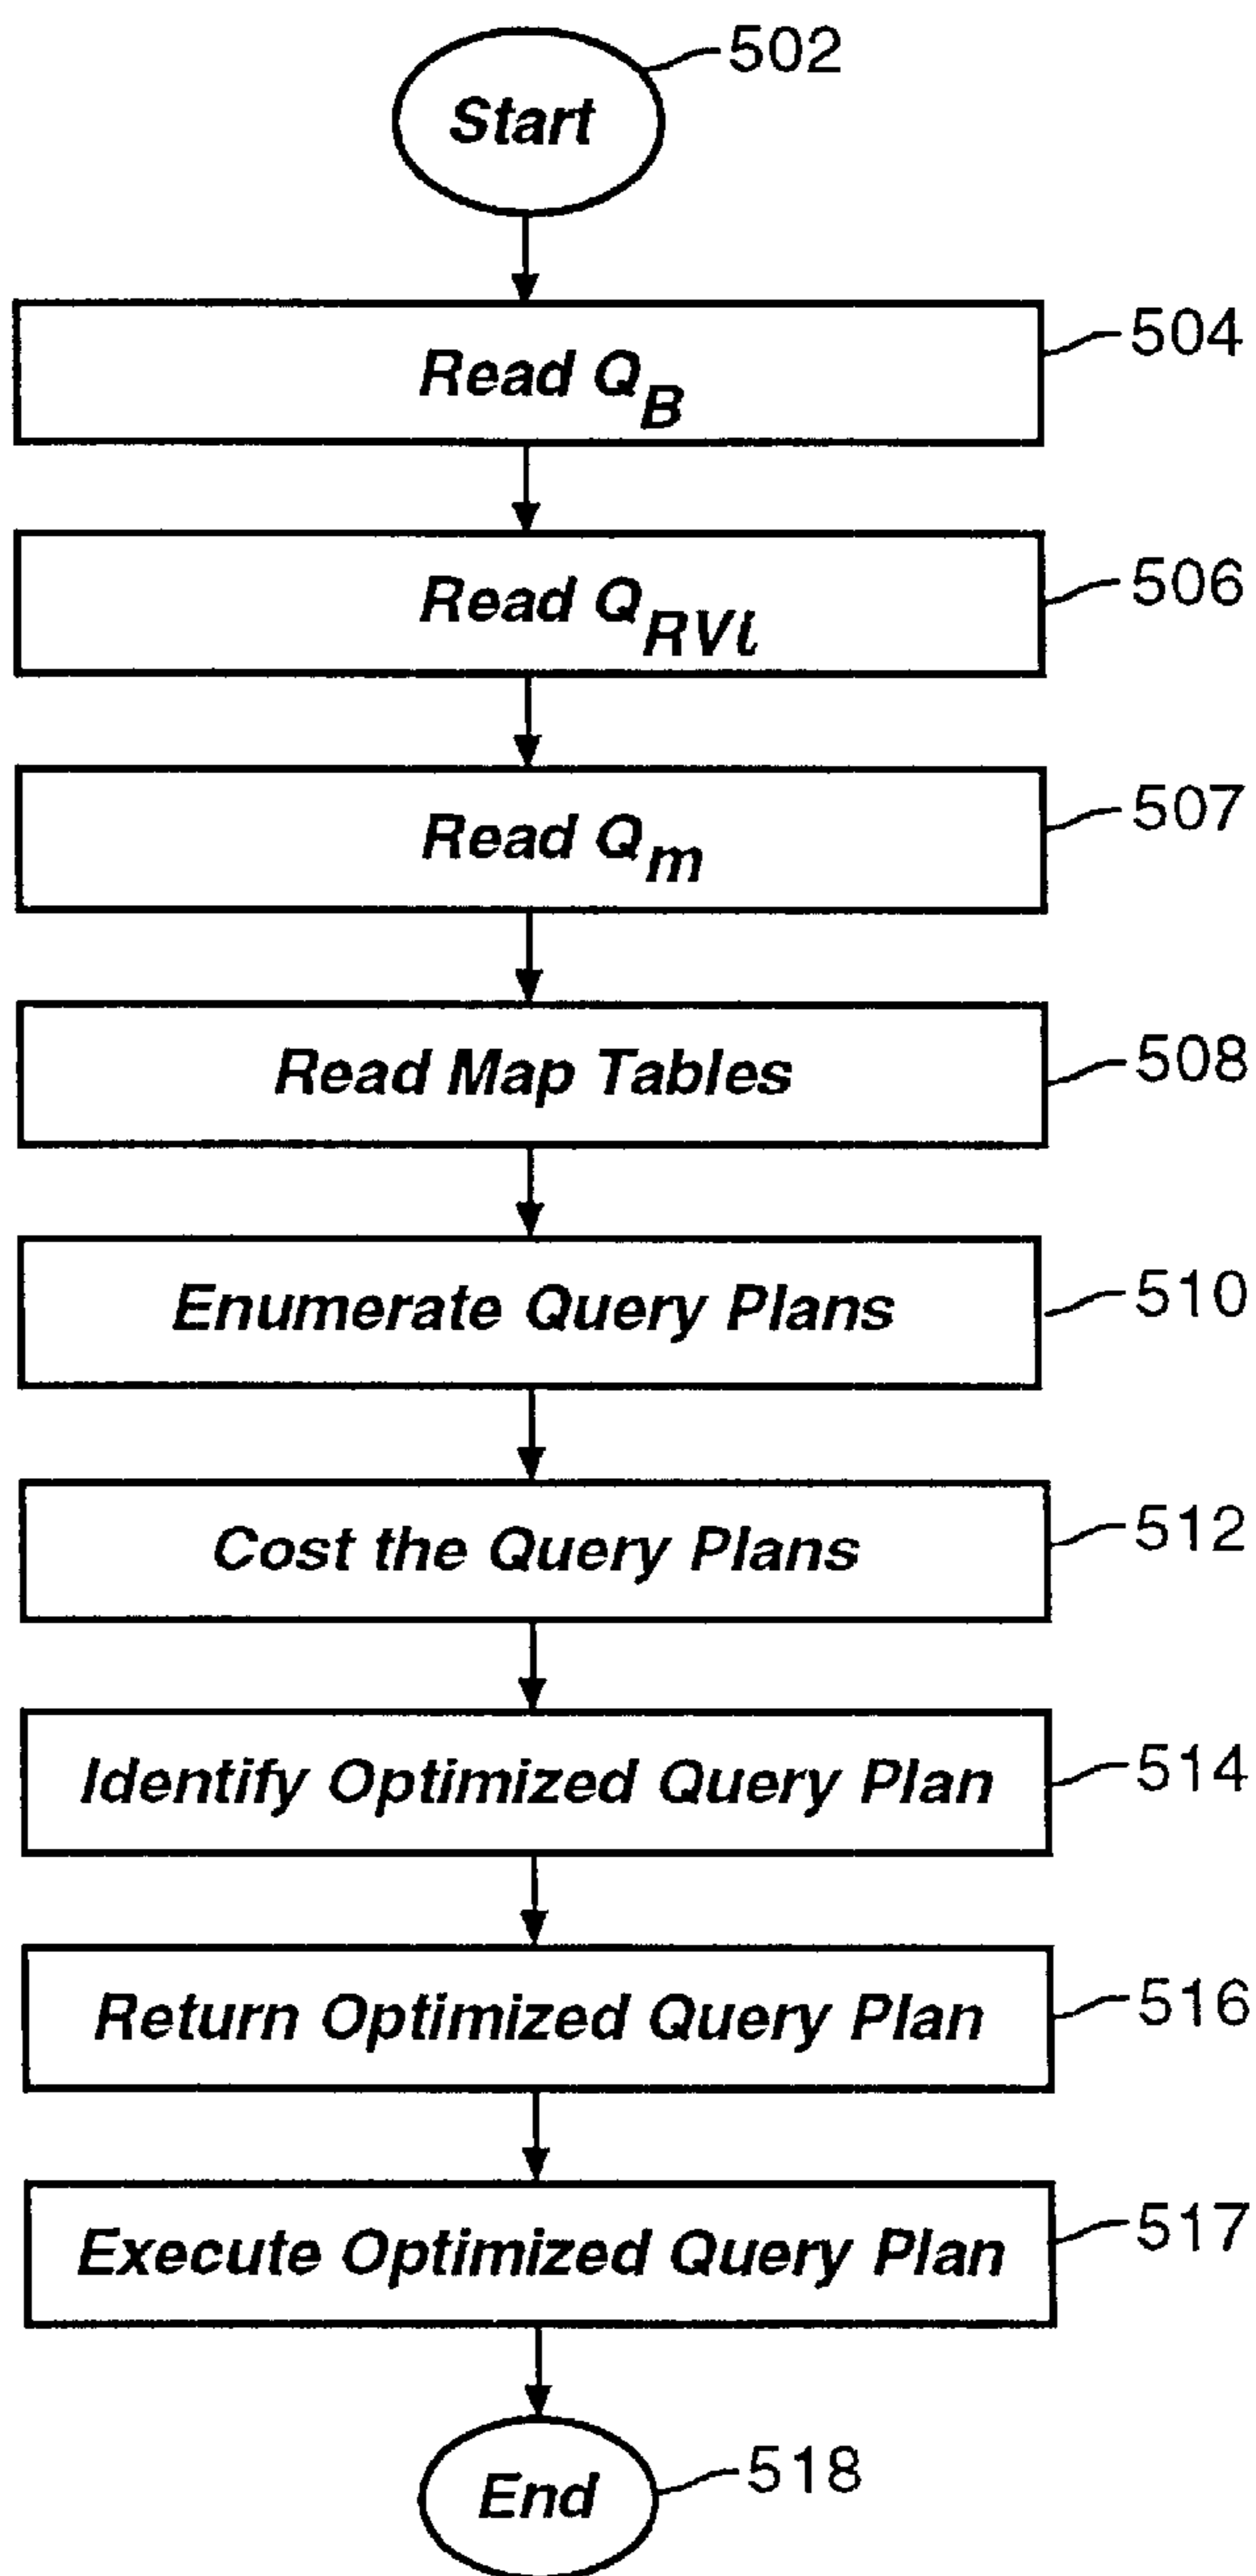 502
Start
504
Read Q_B
506
Read Q_RVi
507
Read Q_m
508
Read Map Tables
510
Enumerate Query Plans
512
Cost the Query Plans
514
Identify Optimized Query Plan
516
Return Optimized Query Plan
517
Execute Optimized Query Plan
518
End